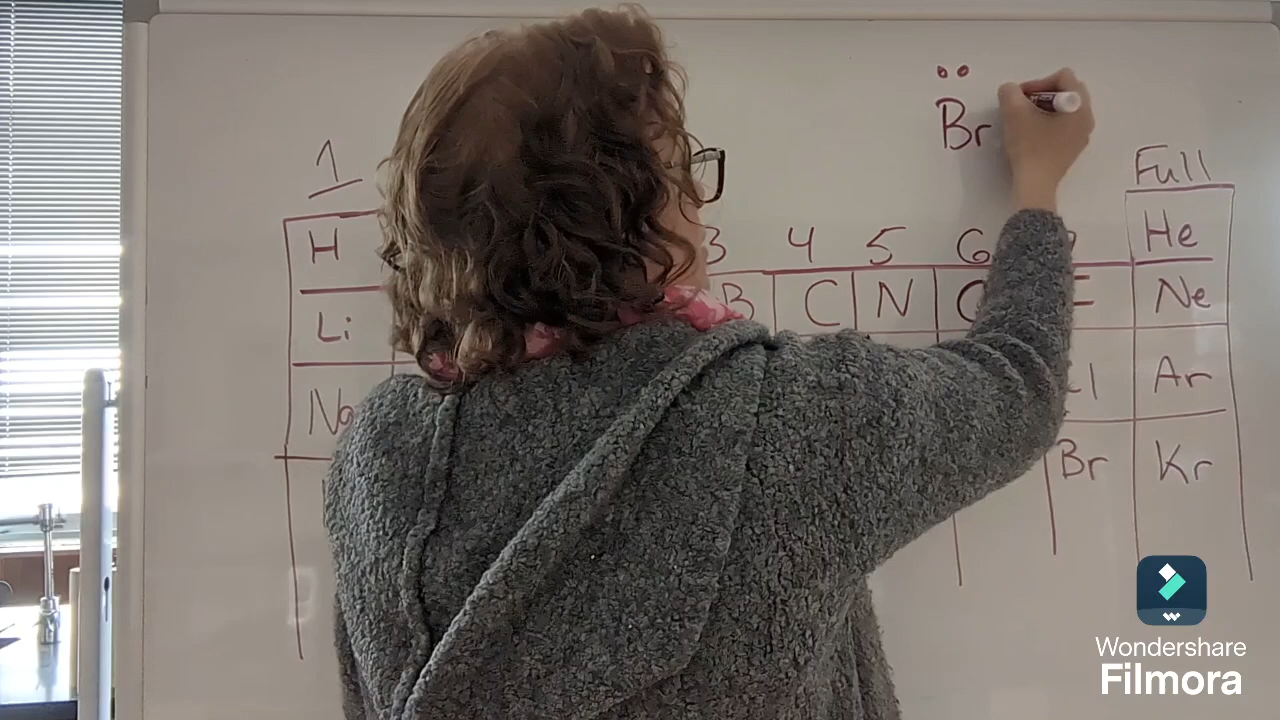 Br
1 Full
3 4 5 6
H He
Li B C N Ne
Na Ar
Br Kr
Wondershare
Filmora